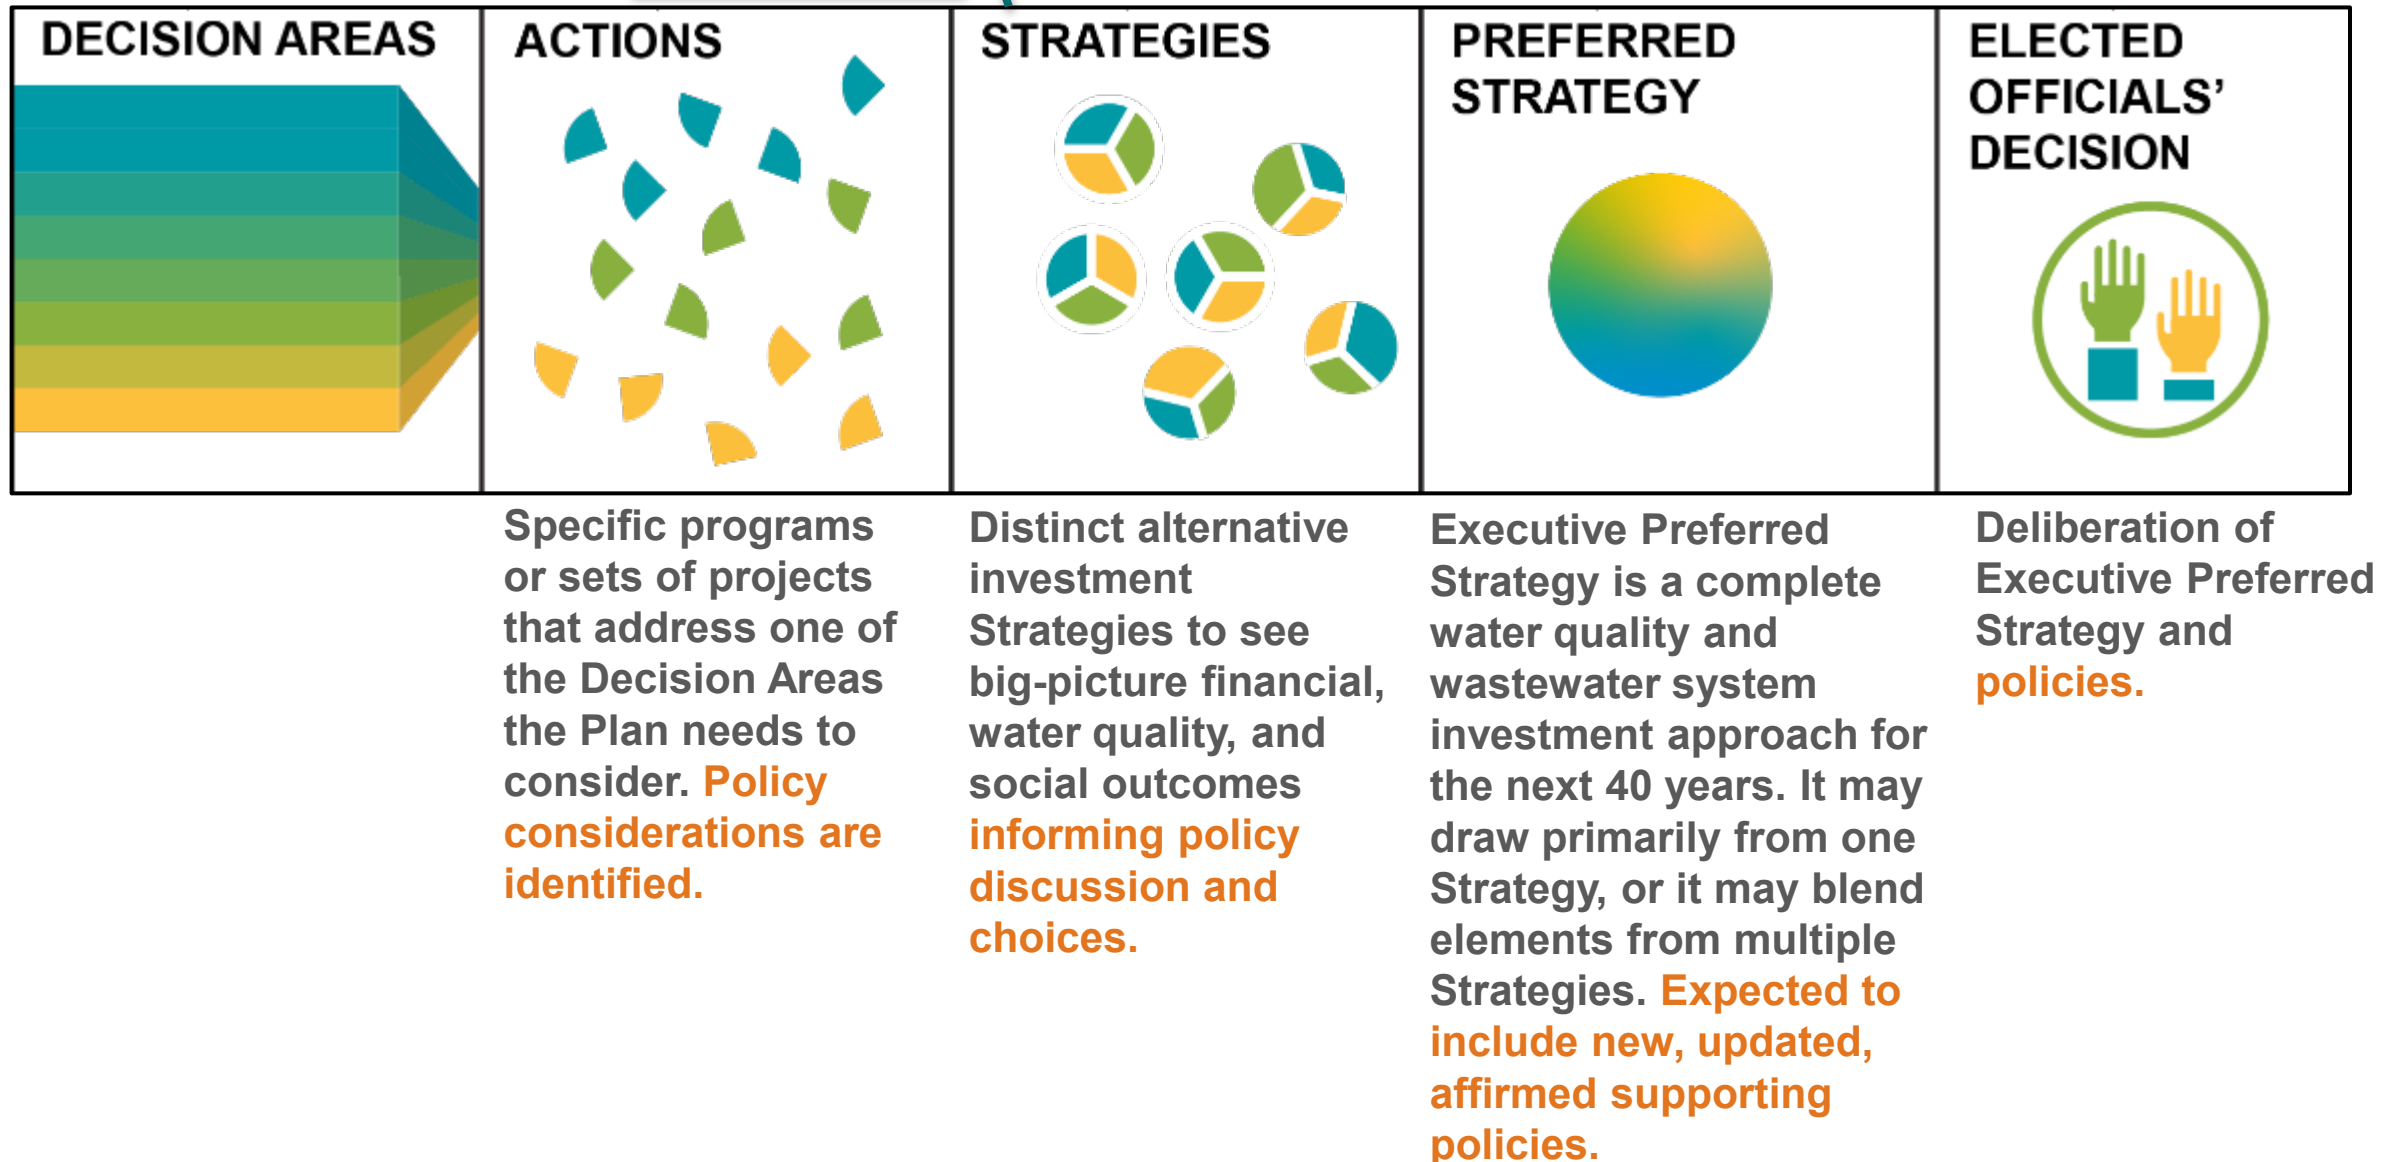 DECISION AREAS
ACTIONS
STRATEGIES
PREFERRED
STRATEGY
ELECTED
OFFICIALS’
DECISION
Specific programs
or sets of projects
that address one of
the Decision Areas
the Plan needs to
consider. Policy
considerations are
identified.
Distinct alternative
investment
Strategies to see
big-picture financial,
water quality, and
social outcomes
informing policy
discussion and
choices.
Executive Preferred
Strategy is a complete
water quality and
wastewater system
investment approach for
the next 40 years. It may
draw primarily from one
Strategy, or it may blend
elements from multiple
Strategies. Expected to
include new, updated,
affirmed supporting
policies.
Deliberation of
Executive Preferred
Strategy and
policies.